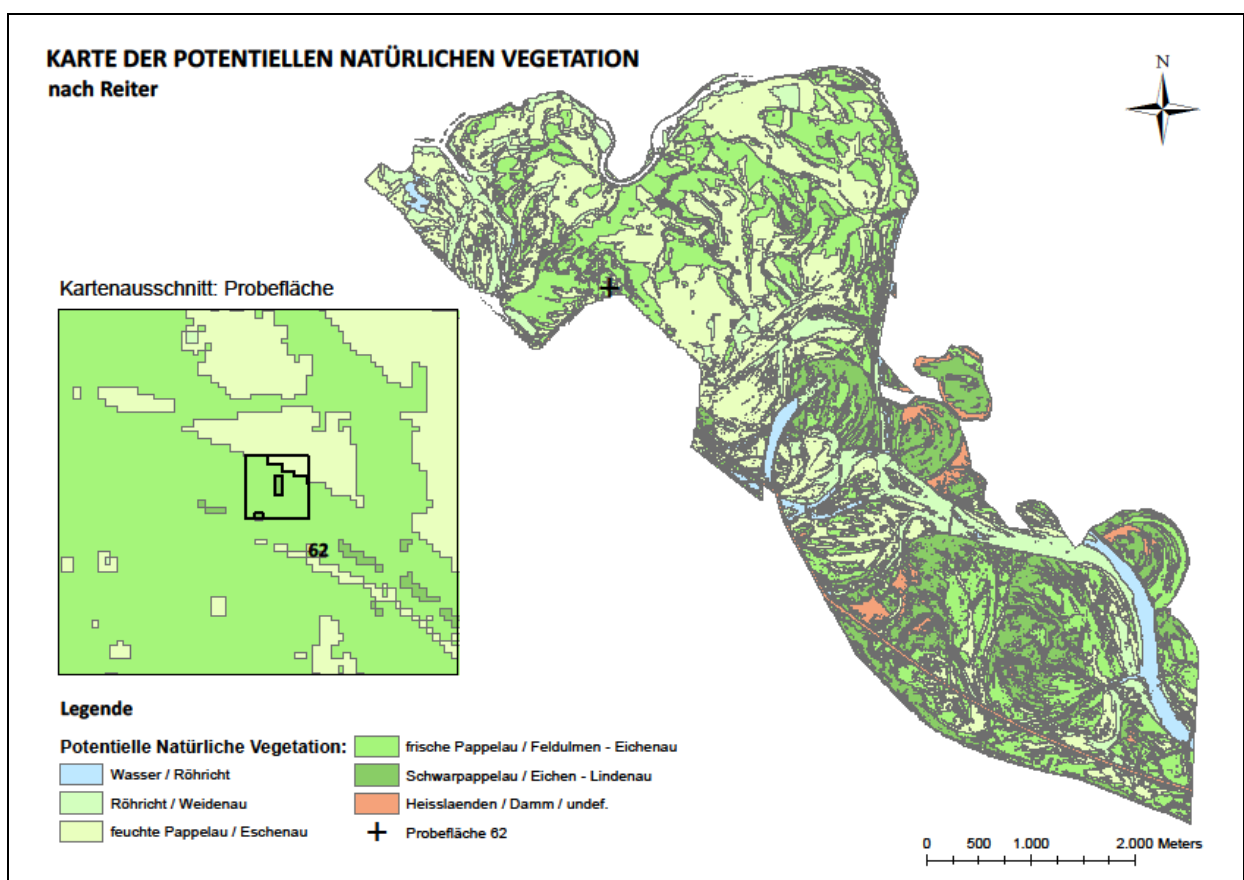 KARTE DER POTENTIELLEN NATÜRLICHEN VEGETATION
nach Reiter
N
Kartenausschnitt: Probefläche
62
Legende
Potentielle Natürliche Vegetation:
Wasser / Röhricht
Röhricht / Weidenau
feuchte Pappelau / Eschenau
frische Pappelau / Feldulmen - Eichenau
Schwarpappelau / Eichen - Lindenau
Heisslaenden / Damm / undef.
Probefläche 62
0 500 1.000 2.000 Meters